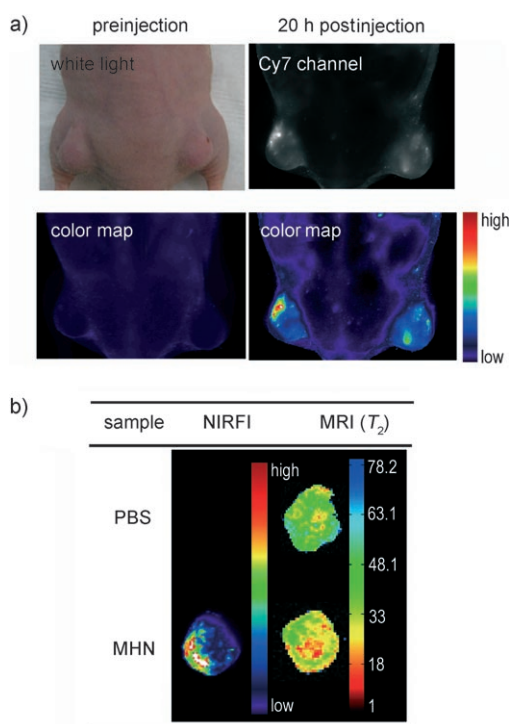 a)
preinjection 20 h postinjection
white light Cy7 channel
color map color map
high
low
b)
sample NIRFI MRI (T₂)
PBS
MHN
high
low
78.2
63.1
48.1
33
18
1